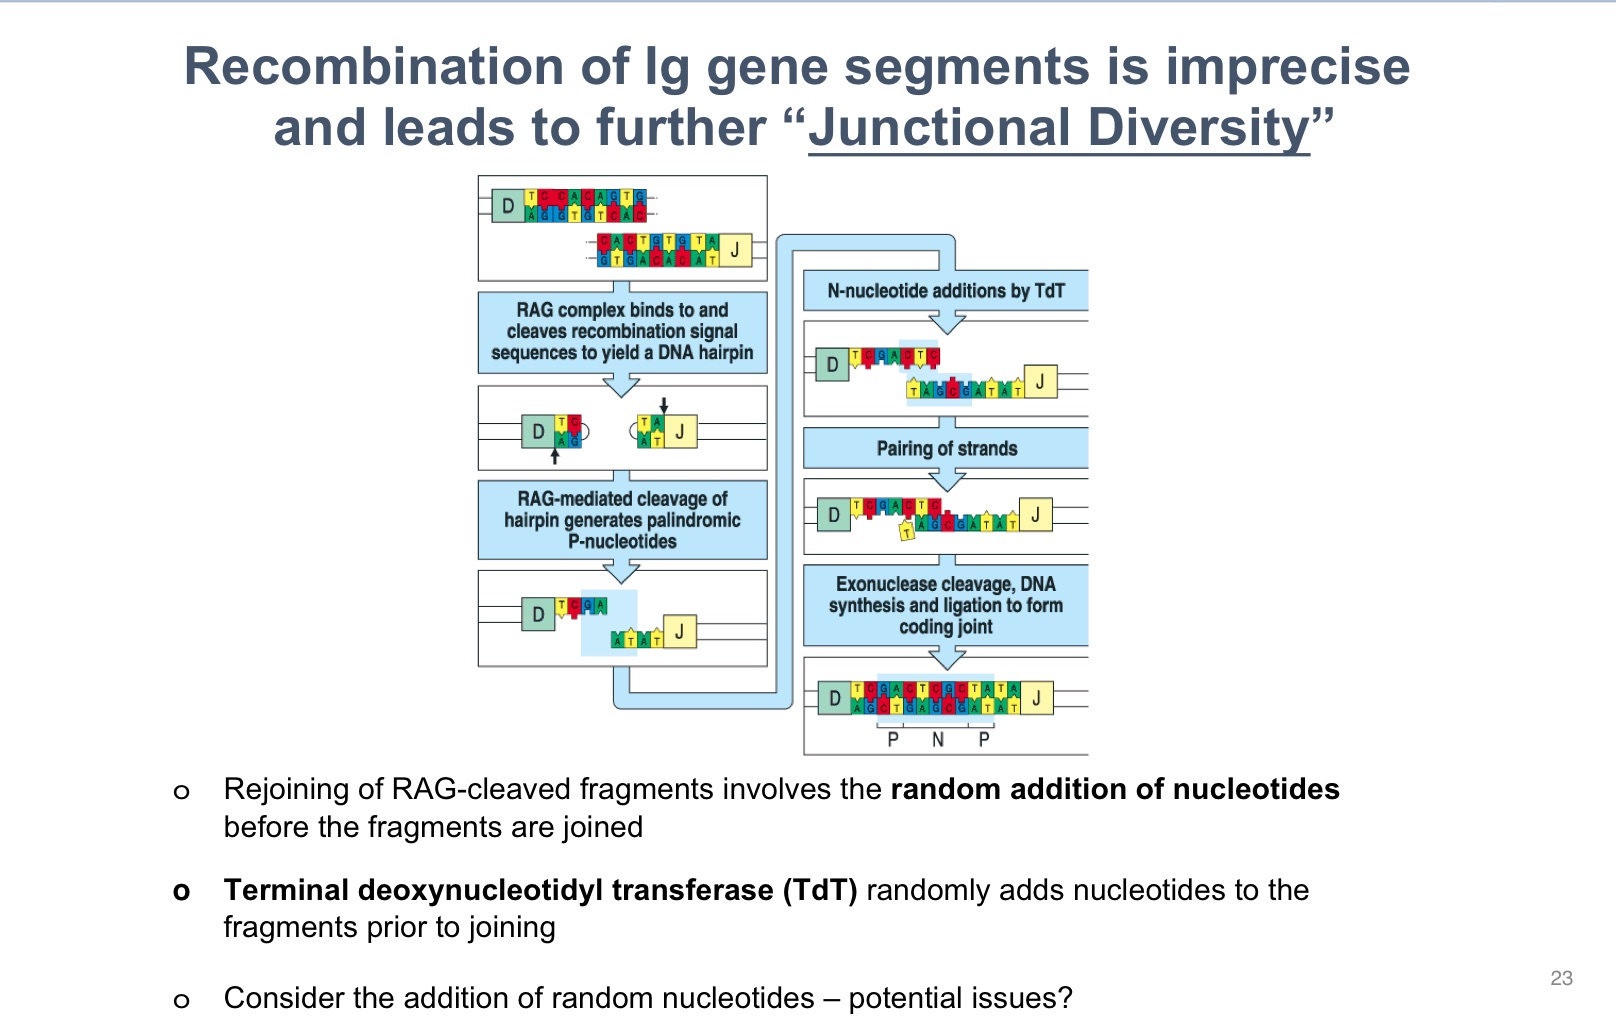 Recombination of Ig gene segments is imprecise
and leads to further “Junctional Diversity”
D TCCACAGTG
AGGTGTCAC
CACTGTGTA J
GTGACACAT
RAG complex binds to and
cleaves recombination signal
sequences to yield a DNA hairpin
D TC TA J
AG AT
RAG-mediated cleavage of
hairpin generates palindromic
P-nucleotides
D TCGA
ATAT J
N-nucleotide additions by TdT
D TCGACTC
TAGCGATAT J
Pairing of strands
D TCGACTC J
T AGCGATAT
Exonuclease cleavage, DNA
synthesis and ligation to form
coding joint
D TCGACTCGCTATA J
AGCTGAGCGATAT
P N P
o Rejoining of RAG-cleaved fragments involves the random addition of nucleotides
before the fragments are joined
o Terminal deoxynucleotidyl transferase (TdT) randomly adds nucleotides to the
fragments prior to joining
o Consider the addition of random nucleotides – potential issues?
23